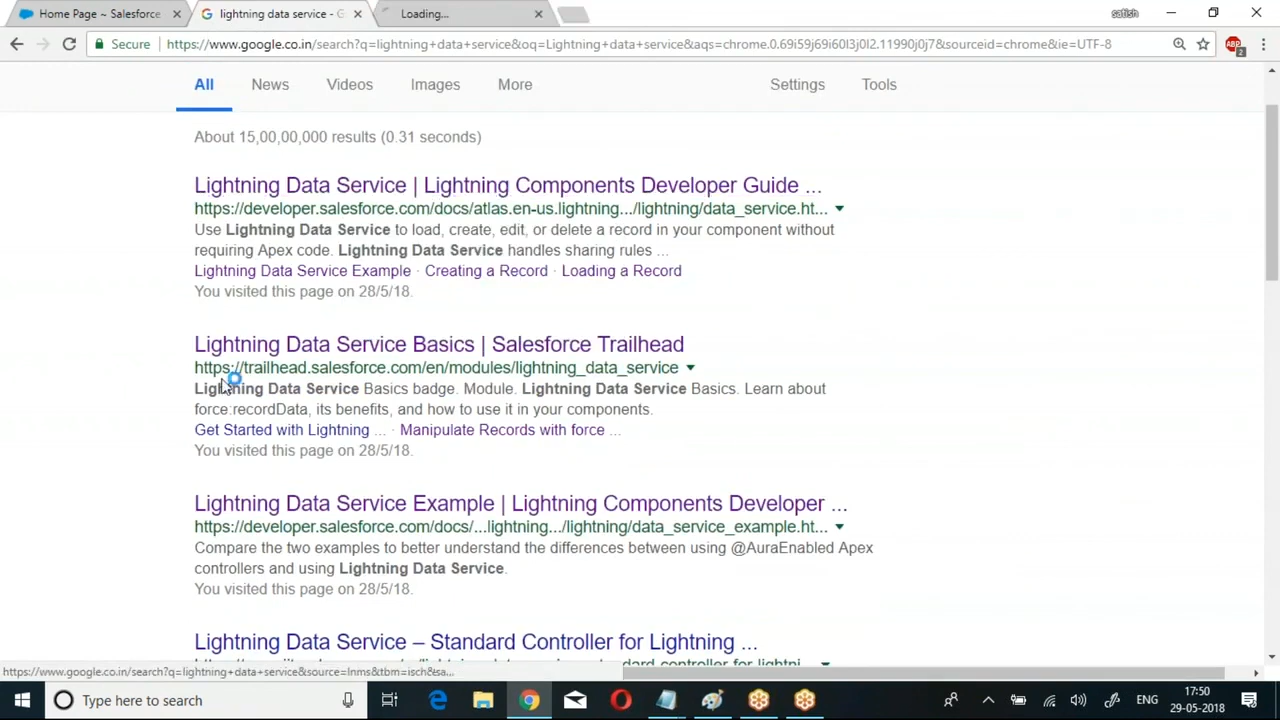 Home Page ~ Salesforce
lightning data service - G
Loading...
satish
Secure
https://www.google.co.in/search?q=lightning+data+service&oq=Lightning+data+service&aqs=chrome.0.69i59j69i60l3j0l2.11990j0j7&sourceid=chrome&ie=UTF-8
ABP
2
All News Videos Images More Settings Tools
About 15,00,00,000 results (0.31 seconds)
Lightning Data Service | Lightning Components Developer Guide ...
https://developer.salesforce.com/docs/atlas.en-us.lightning.../lightning/data_service.ht...
Use Lightning Data Service to load, create, edit, or delete a record in your component without
requiring Apex code. Lightning Data Service handles sharing rules ...
Lightning Data Service Example · Creating a Record · Loading a Record
You visited this page on 28/5/18.
Lightning Data Service Basics | Salesforce Trailhead
https://trailhead.salesforce.com/en/modules/lightning_data_service
Lightning Data Service Basics badge. Module. Lightning Data Service Basics. Learn about
force:recordData, its benefits, and how to use it in your components.
Get Started with Lightning ... · Manipulate Records with force ...
You visited this page on 28/5/18.
Lightning Data Service Example | Lightning Components Developer ...
https://developer.salesforce.com/docs/...lightning.../lightning/data_service_example.ht...
Compare the two examples to better understand the differences between using @AuraEnabled Apex
controllers and using Lightning Data Service.
You visited this page on 28/5/18.
Lightning Data Service – Standard Controller for Lightning ...
https://www.google.co.in/search?q=lightning+data+service&source=lnms&tbm=isch&sa...
Type here to search
ENG
17:50
29-05-2018